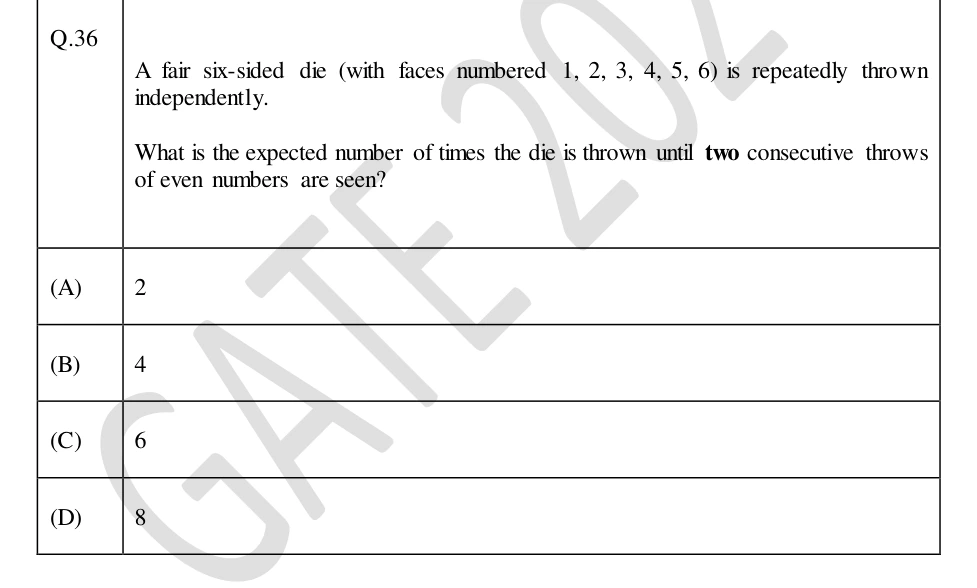 Q.36
A fair six-sided die (with faces numbered 1, 2, 3, 4, 5, 6) is repeatedly thrown
independently.
What is the expected number of times the die is thrown until two consecutive throws
of even numbers are seen?
(A) 2
(B) 4
(C) 6
(D) 8
GATE 202